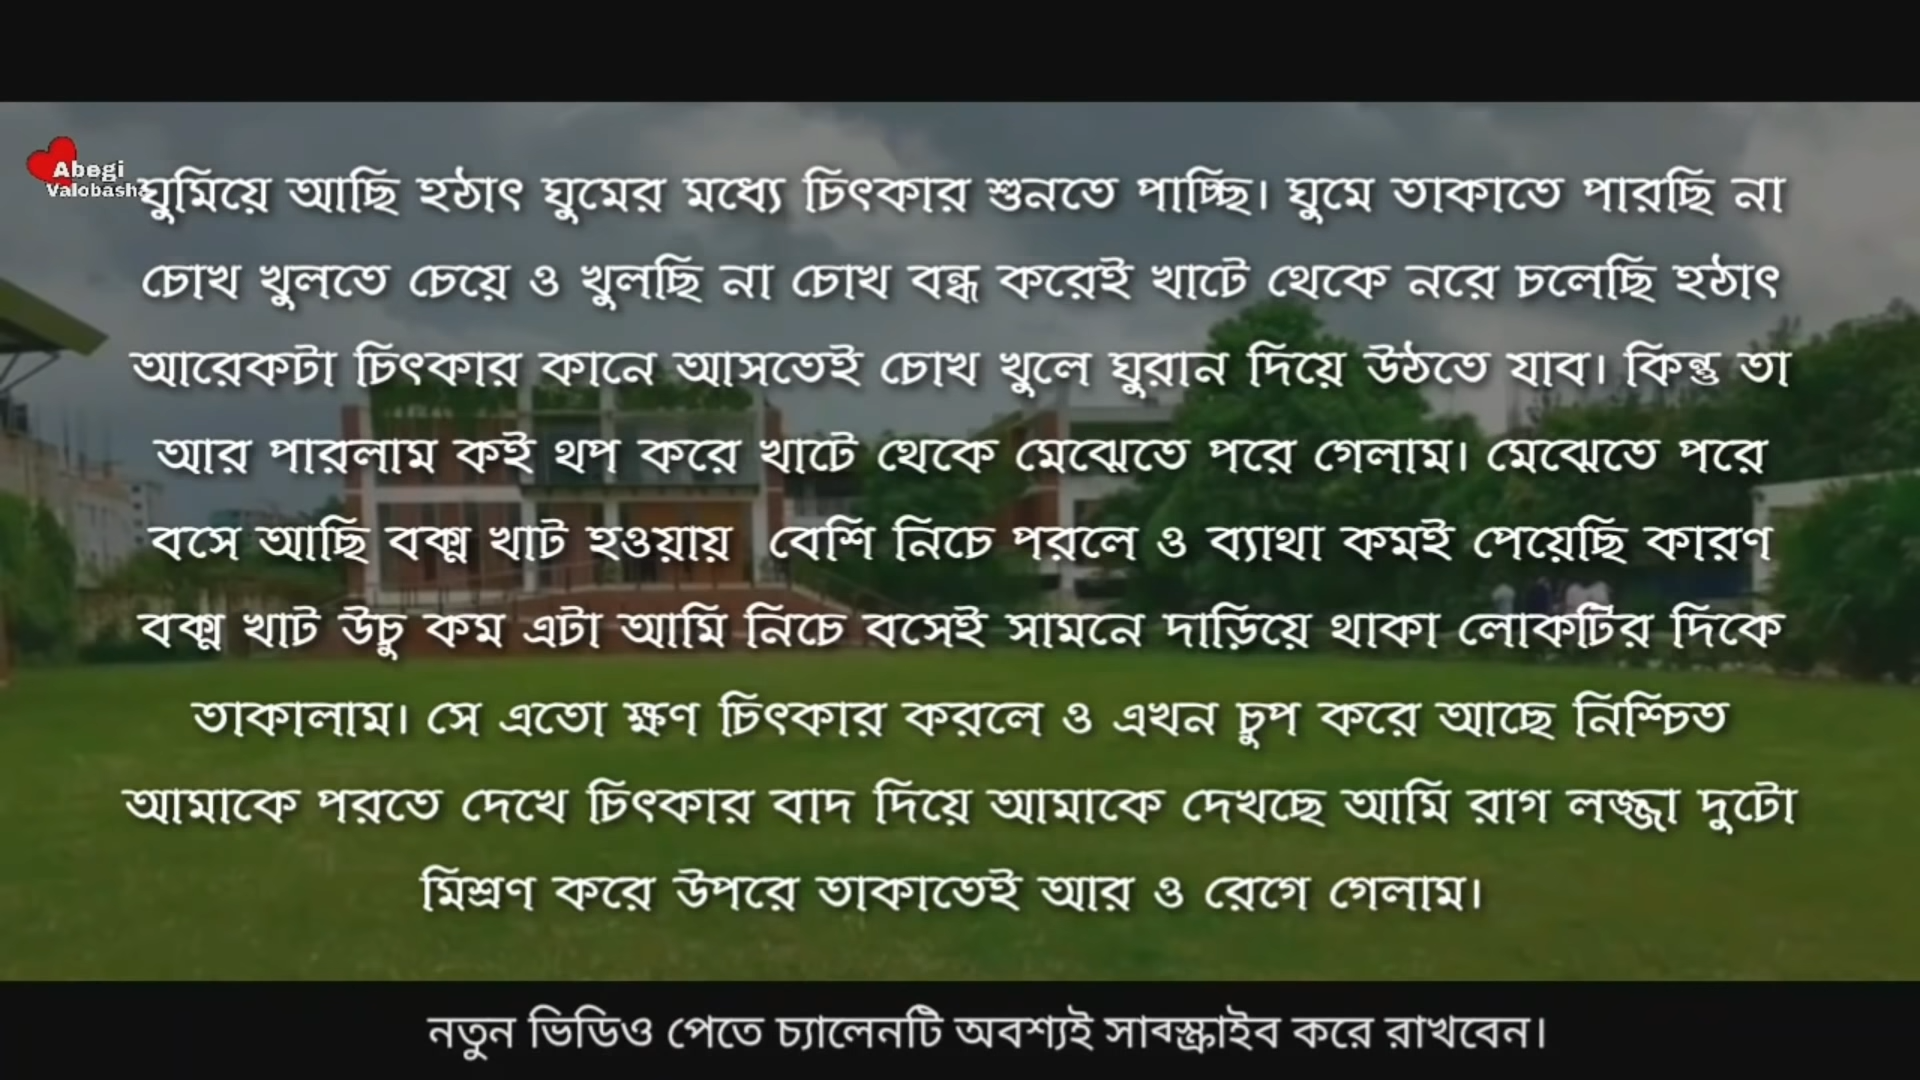 Abegi
Valobasha
ঘুমিয়ে আছি হঠাৎ ঘুমের মধ্যে চিৎকার শুনতে পাচ্ছি। ঘুমে তাকাতে পারছি না
চোখ খুলতে চেয়ে ও খুলছি না চোখ বন্ধ করেই খাটে থেকে নরে চলেছি হঠাৎ
আরেকটা চিৎকার কানে আসতেই চোখ খুলে ঘুরান দিয়ে উঠতে যাব। কিন্তু তা
আর পারলাম কই থপ করে খাটে থেকে মেঝেতে পরে গেলাম। মেঝেতে পরে
বসে আছি বক্স খাট হওয়ায় বেশি নিচে পরলে ও ব্যাথা কমই পেয়েছি কারণ
বক্স খাট উচু কম এটা আমি নিচে বসেই সামনে দাড়িয়ে থাকা লোকটির দিকে
তাকালাম। সে এতো ক্ষণ চিৎকার করলে ও এখন চুপ করে আছে নিশ্চিত
আমাকে পরতে দেখে চিৎকার বাদ দিয়ে আমাকে দেখছে আমি রাগ লজ্জা দুটো
মিশ্রণ করে উপরে তাকাতেই আর ও রেগে গেলাম।
নতুন ভিডিও পেতে চ্যালেনটি অবশ্যই সাবস্ক্রাইব করে রাখবেন।